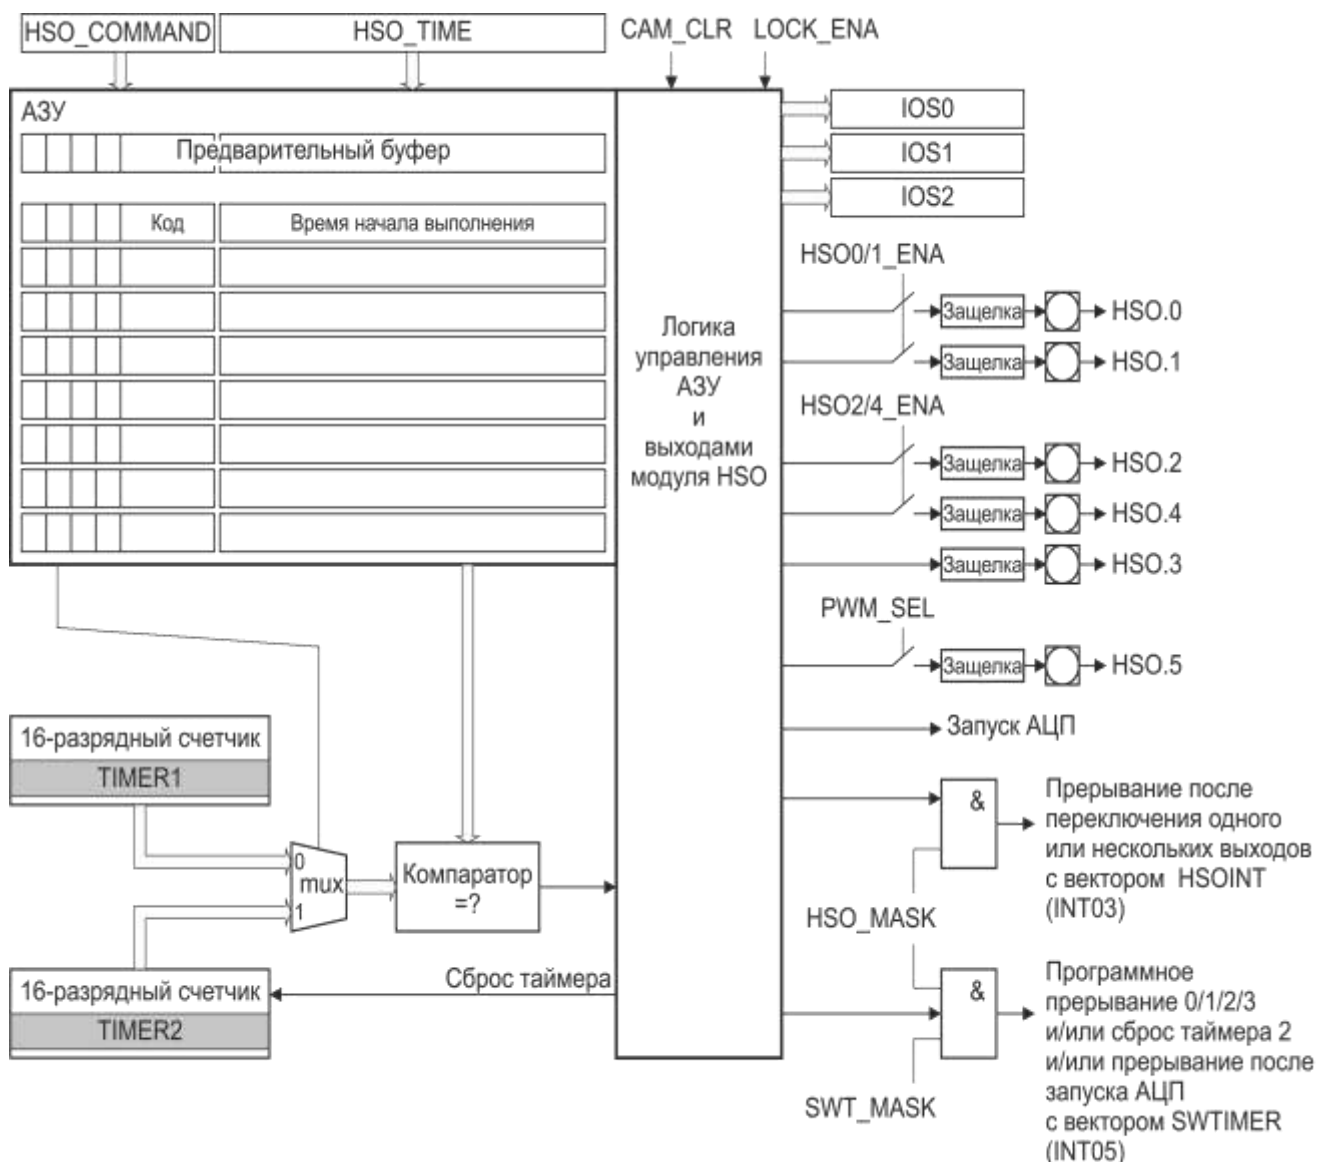 HSO_COMMAND
HSO_TIME
CAM_CLR
LOCK_ENA
АЗУ
Предварительный буфер
Код
Время начала выполнения
Логика
управления
АЗУ
и
выходами
модуля HSO
IOS0
IOS1
IOS2
HSO0/1_ENA
Защелка
HSO.0
Защелка
HSO.1
HSO2/4_ENA
Защелка
HSO.2
Защелка
HSO.4
Защелка
HSO.3
PWM_SEL
Защелка
HSO.5
Запуск АЦП
16-разрядный счетчик
TIMER1
0
mux
1
Компаратор
=?
16-разрядный счетчик
TIMER2
Сброс таймера
&
Прерывание после
переключения одного
или нескольких выходов
с вектором HSOINT
(INT03)
HSO_MASK
&
Программное
прерывание 0/1/2/3
и/или сброс таймера 2
и/или прерывание после
запуска АЦП
с вектором SWTIMER
(INT05)
SWT_MASK